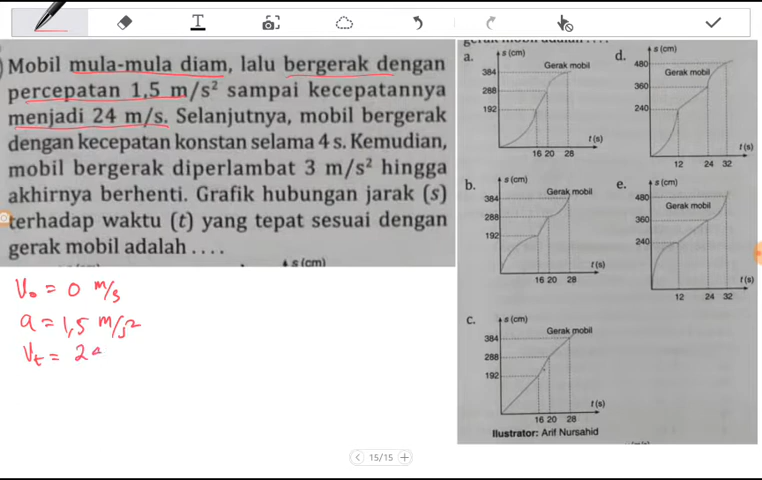 Mobil mula-mula diam, lalu bergerak dengan
percepatan 1,5 m/s² sampai kecepatannya
menjadi 24 m/s. Selanjutnya, mobil bergerak
dengan kecepatan konstan selama 4 s. Kemudian,
mobil bergerak diperlambat 3 m/s² hingga
akhirnya berhenti. Grafik hubungan jarak (s)
terhadap waktu (t) yang tepat sesuai dengan
gerak mobil adalah . . . .
s (cm)
V₀ = 0 m/s
a = 1,5 m/s²
Vt = 24
gerak mobil adalah . . . .
a.
s (cm)
Gerak mobil
384
288
192
16 20 28
t (s)
b.
s (cm)
Gerak mobil
384
288
192
16 20 28
t (s)
c.
s (cm)
Gerak mobil
384
288
192
16 20 28
t (s)
d.
s (cm)
480
Gerak mobil
360
240
12 24 32
t (s)
e.
s (cm)
480
Gerak mobil
360
240
12 24 32
t (s)
Ilustrator: Arif Nursahid
15/15